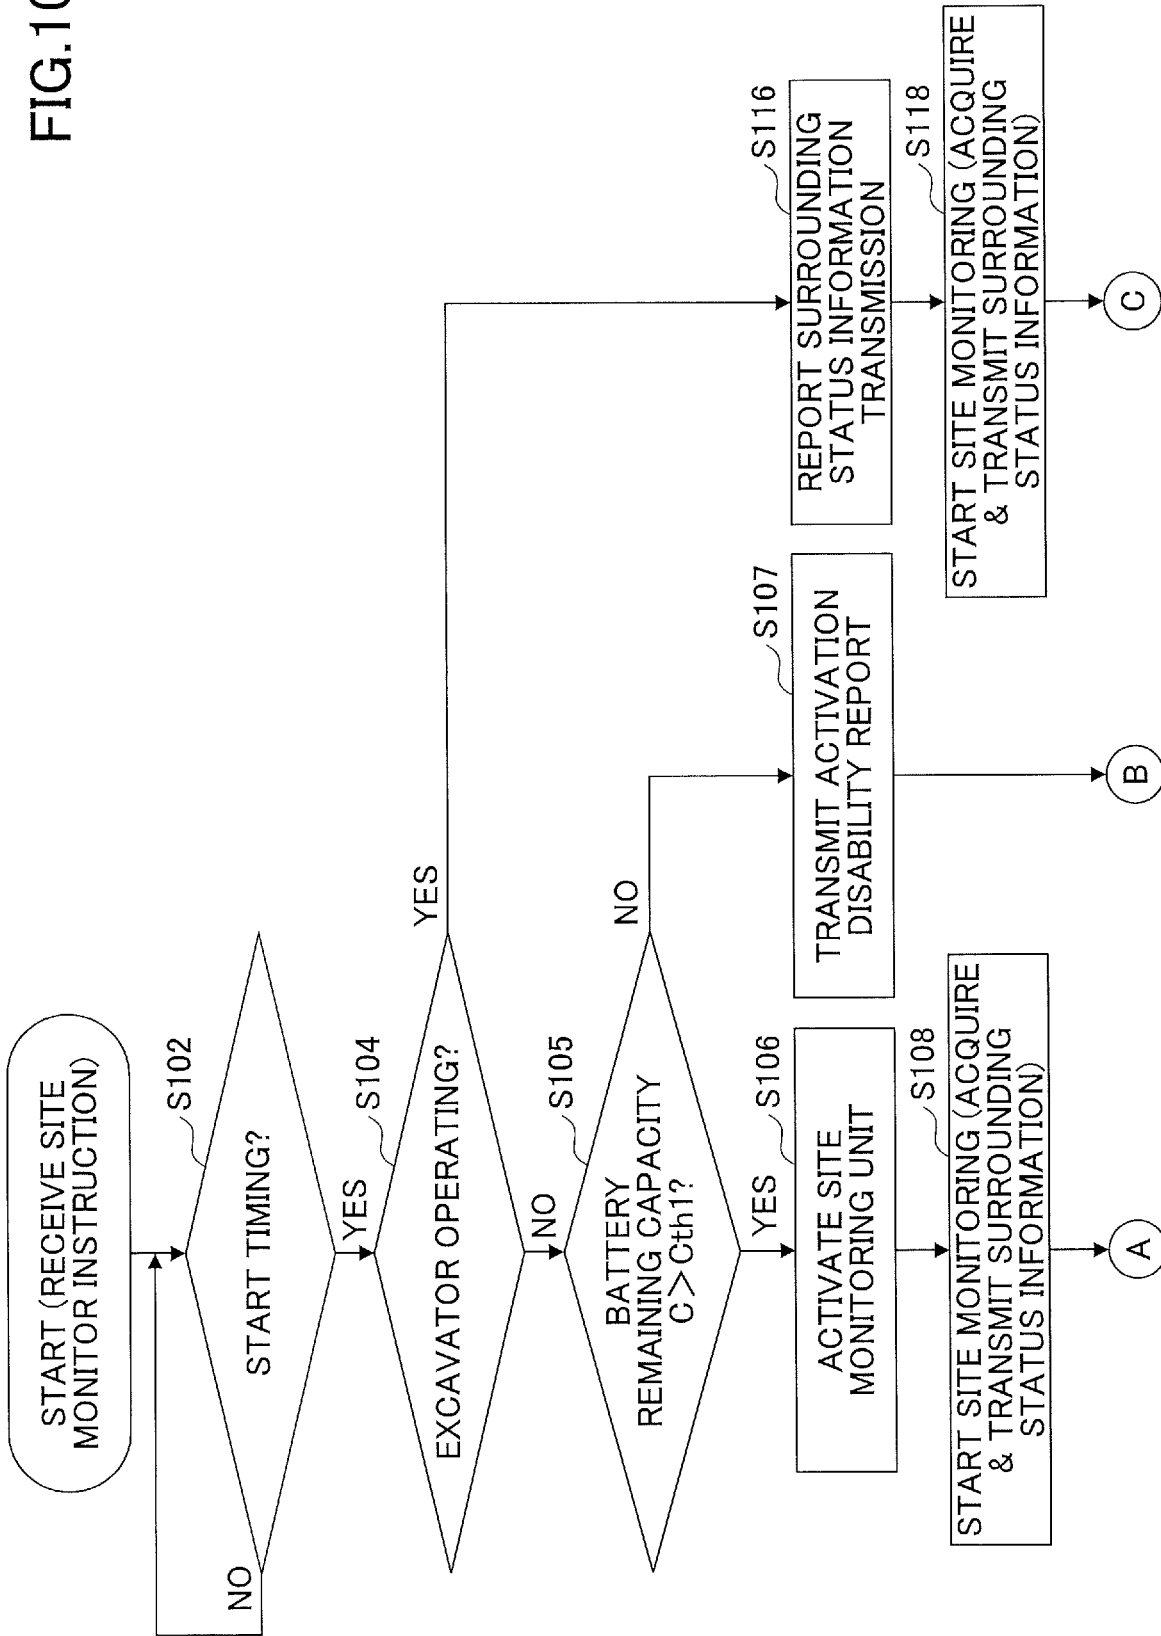 FIG.10
START (RECEIVE SITE
MONITOR INSTRUCTION)
S102
START TIMING?
NO
YES
S104
EXCAVATOR OPERATING?
YES
NO
S105
BATTERY
REMAINING CAPACITY
C>Cth1?
NO
YES
S106
ACTIVATE SITE
MONITORING UNIT
S108
START SITE MONITORING (ACQUIRE
& TRANSMIT SURROUNDING
STATUS INFORMATION)
A
S107
TRANSMIT ACTIVATION
DISABILITY REPORT
B
S116
REPORT SURROUNDING
STATUS INFORMATION
TRANSMISSION
S118
START SITE MONITORING (ACQUIRE
& TRANSMIT SURROUNDING
STATUS INFORMATION)
C